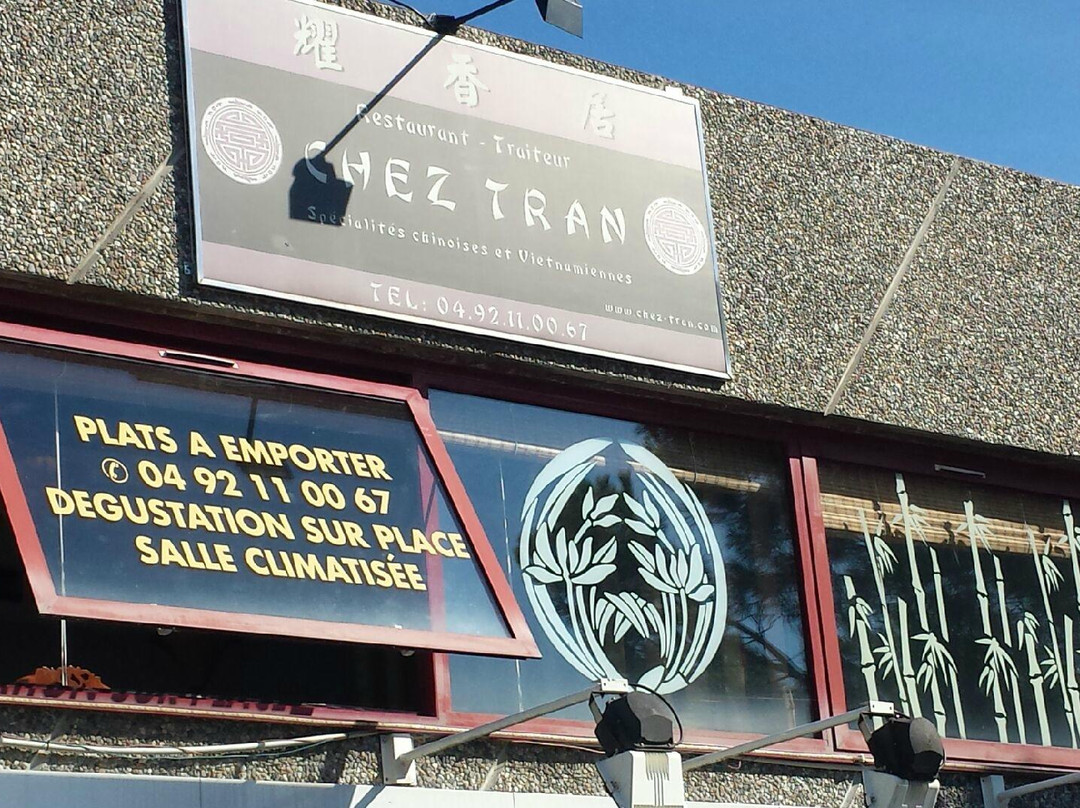 耀 香 居
Restaurant - Traiteur
CHEZ TRAN
Spécialités chinoises et Vietnamiennes
TEL: 04.92.11.00.67
www.chez-tran.com
PLATS A EMPORTER
✆ 04 92 11 00 67
DEGUSTATION SUR PLACE
SALLE CLIMATISÉE